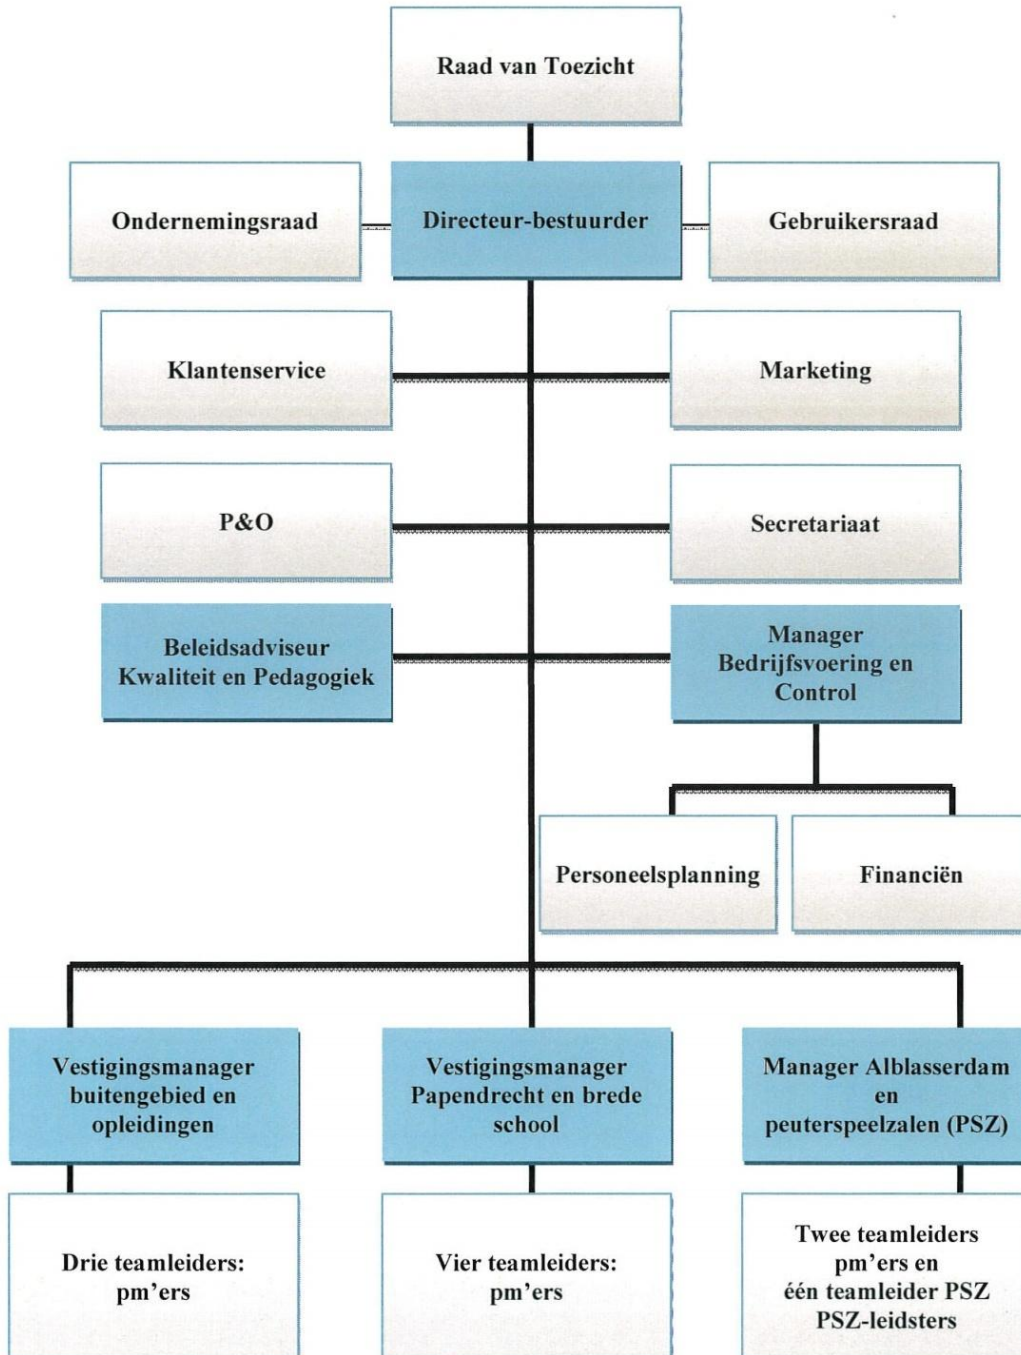 Raad van Toezicht
Ondernemingsraad
Directeur-bestuurder
Gebruikersraad
Klantenservice
Marketing
P&O
Secretariaat
Beleidsadviseur
Kwaliteit en Pedagogiek
Manager
Bedrijfsvoering en
Control
Personeelsplanning
Financiën
Vestigingsmanager
buitengebied en
opleidingen
Vestigingsmanager
Papendrecht en brede
school
Manager Alblasserdam
en
peuterspeelzalen (PSZ)
Drie teamleiders:
pm’ers
Vier teamleiders:
pm’ers
Twee teamleiders
pm’ers en
één teamleider PSZ
PSZ-leidsters